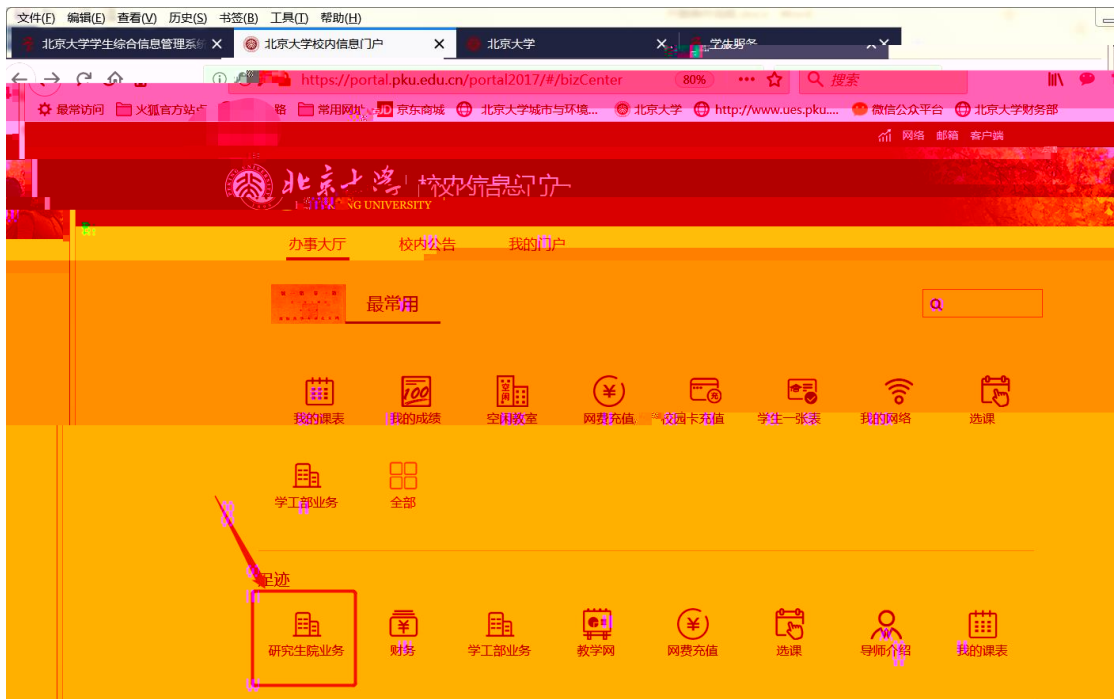 文件(F) 编辑(E) 查看(V) 历史(S) 书签(B) 工具(T) 帮助(H)
北京大学学生综合信息管理系统 × 北京大学校内信息门户 × 北京大学 ×
https://portal.pku.edu.cn/portal2017/#/bizCenter 80% ••• 搜索
最常访问 火狐官方站点 常用网址 京东商城 北京大学城市与环境... 北京大学 http://www.ues.pku.... 微信公众平台 北京大学财务部
网络 邮箱 客户端
北京大学 校内信息门户
UNIVERSITY
办事大厅 校内公告 我的门户
最常用
我的课表 我的成绩 空闲教室 网费充值 校园卡充值 学生一张表 我的网络 选课
学工部业务 全部
足迹
研究生院业务 财务 学工部业务 教学网 网费充值 选课 导师介绍 我的课表